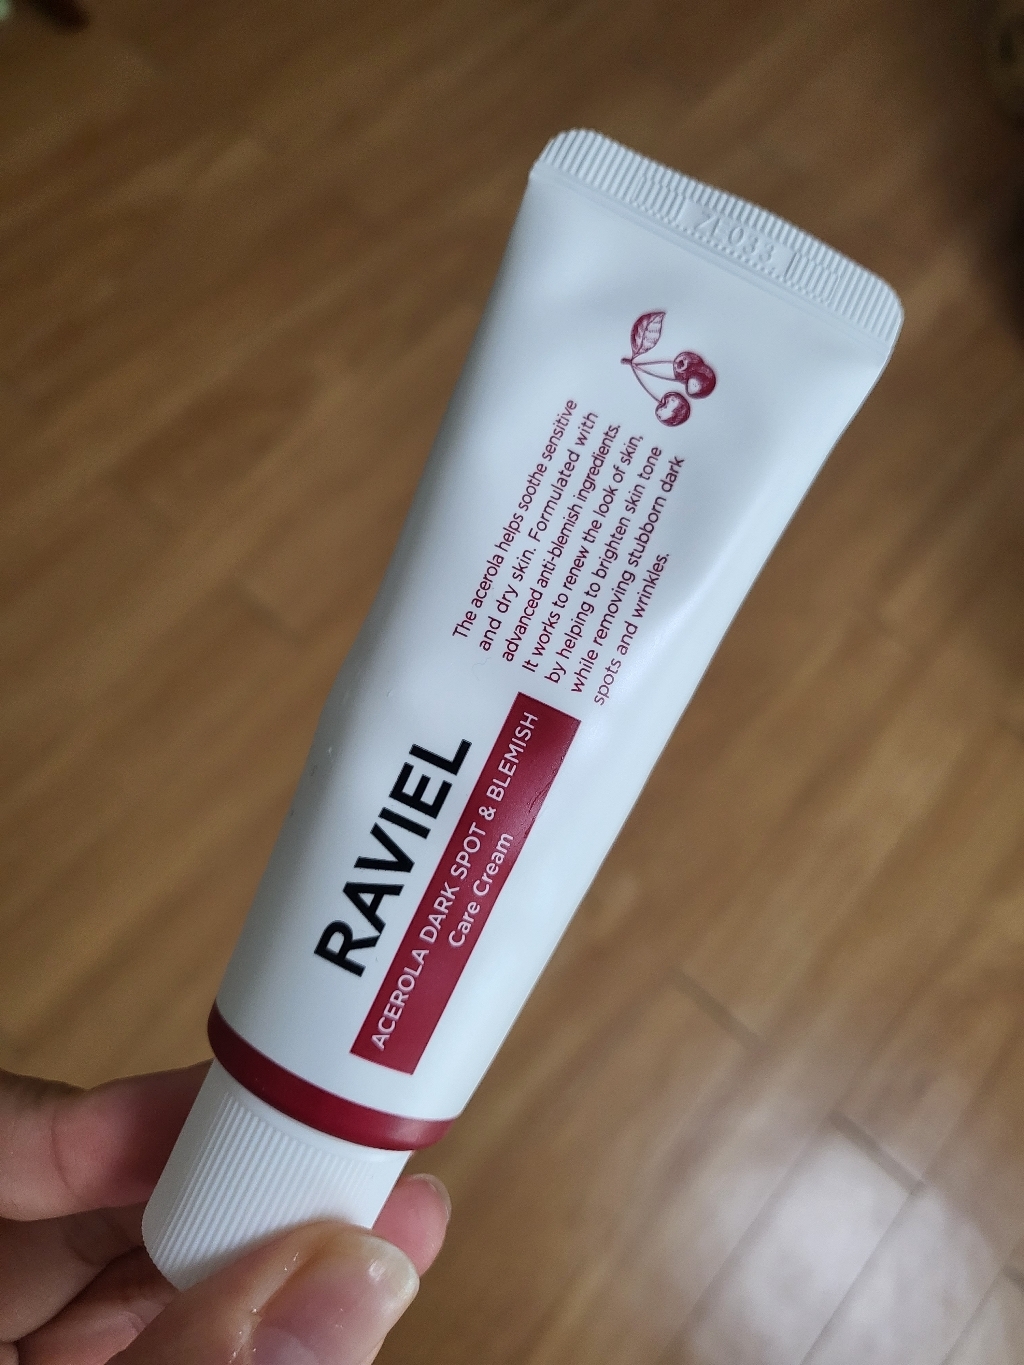 RAVIEL
ACEROLA DARK SPOT & BLEMISH
Care Cream
The acerola helps soothe sensitive
and dry skin. Formulated with
advanced anti-blemish ingredients.
It works to renew the look of skin,
by helping to brighten skin tone
while removing stubborn dark
spots and wrinkles.